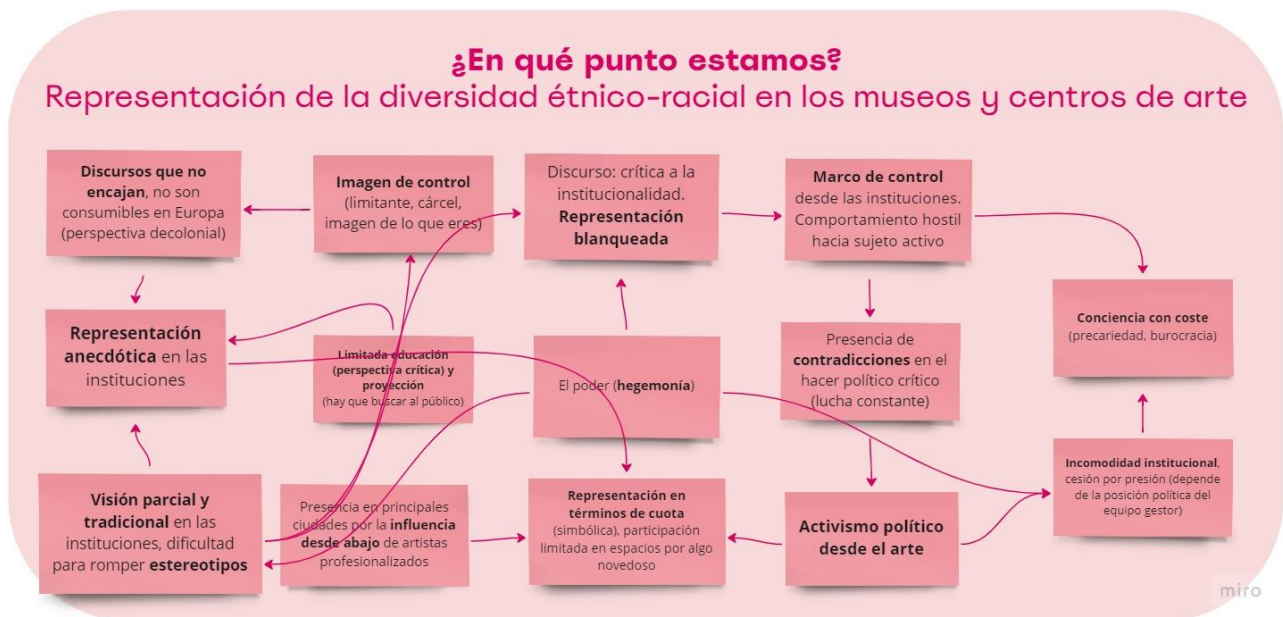 ¿En qué punto estamos?
Representación de la diversidad étnico-racial en los museos y centros de arte
Discursos que no
encajan, no son
consumibles en Europa
(perspectiva decolonial)
Imagen de control
(limitante, cárcel,
imagen de lo que eres)
Discurso: crítica a la
institucionalidad.
Representación
blanqueada
Marco de control
desde las instituciones.
Comportamiento hostil
hacia sujeto activo
Representación
anecdótica en las
instituciones
Limitada educación
(perspectiva crítica) y
proyección
(hay que buscar al público)
El poder (hegemonía)
Presencia de
contradicciones en el
hacer político crítico
(lucha constante)
Conciencia con coste
(precariedad, burocracia)
Visión parcial y
tradicional en las
instituciones, dificultad
para romper estereotipos
Presencia en principales
ciudades por la influencia
desde abajo de artistas
profesionalizados
Representación en
términos de cuota
(simbólica), participación
limitada en espacios por algo
novedoso
Activismo político
desde el arte
Incomodidad institucional,
cesión por presión (depende
de la posición política del
equipo gestor)
miro